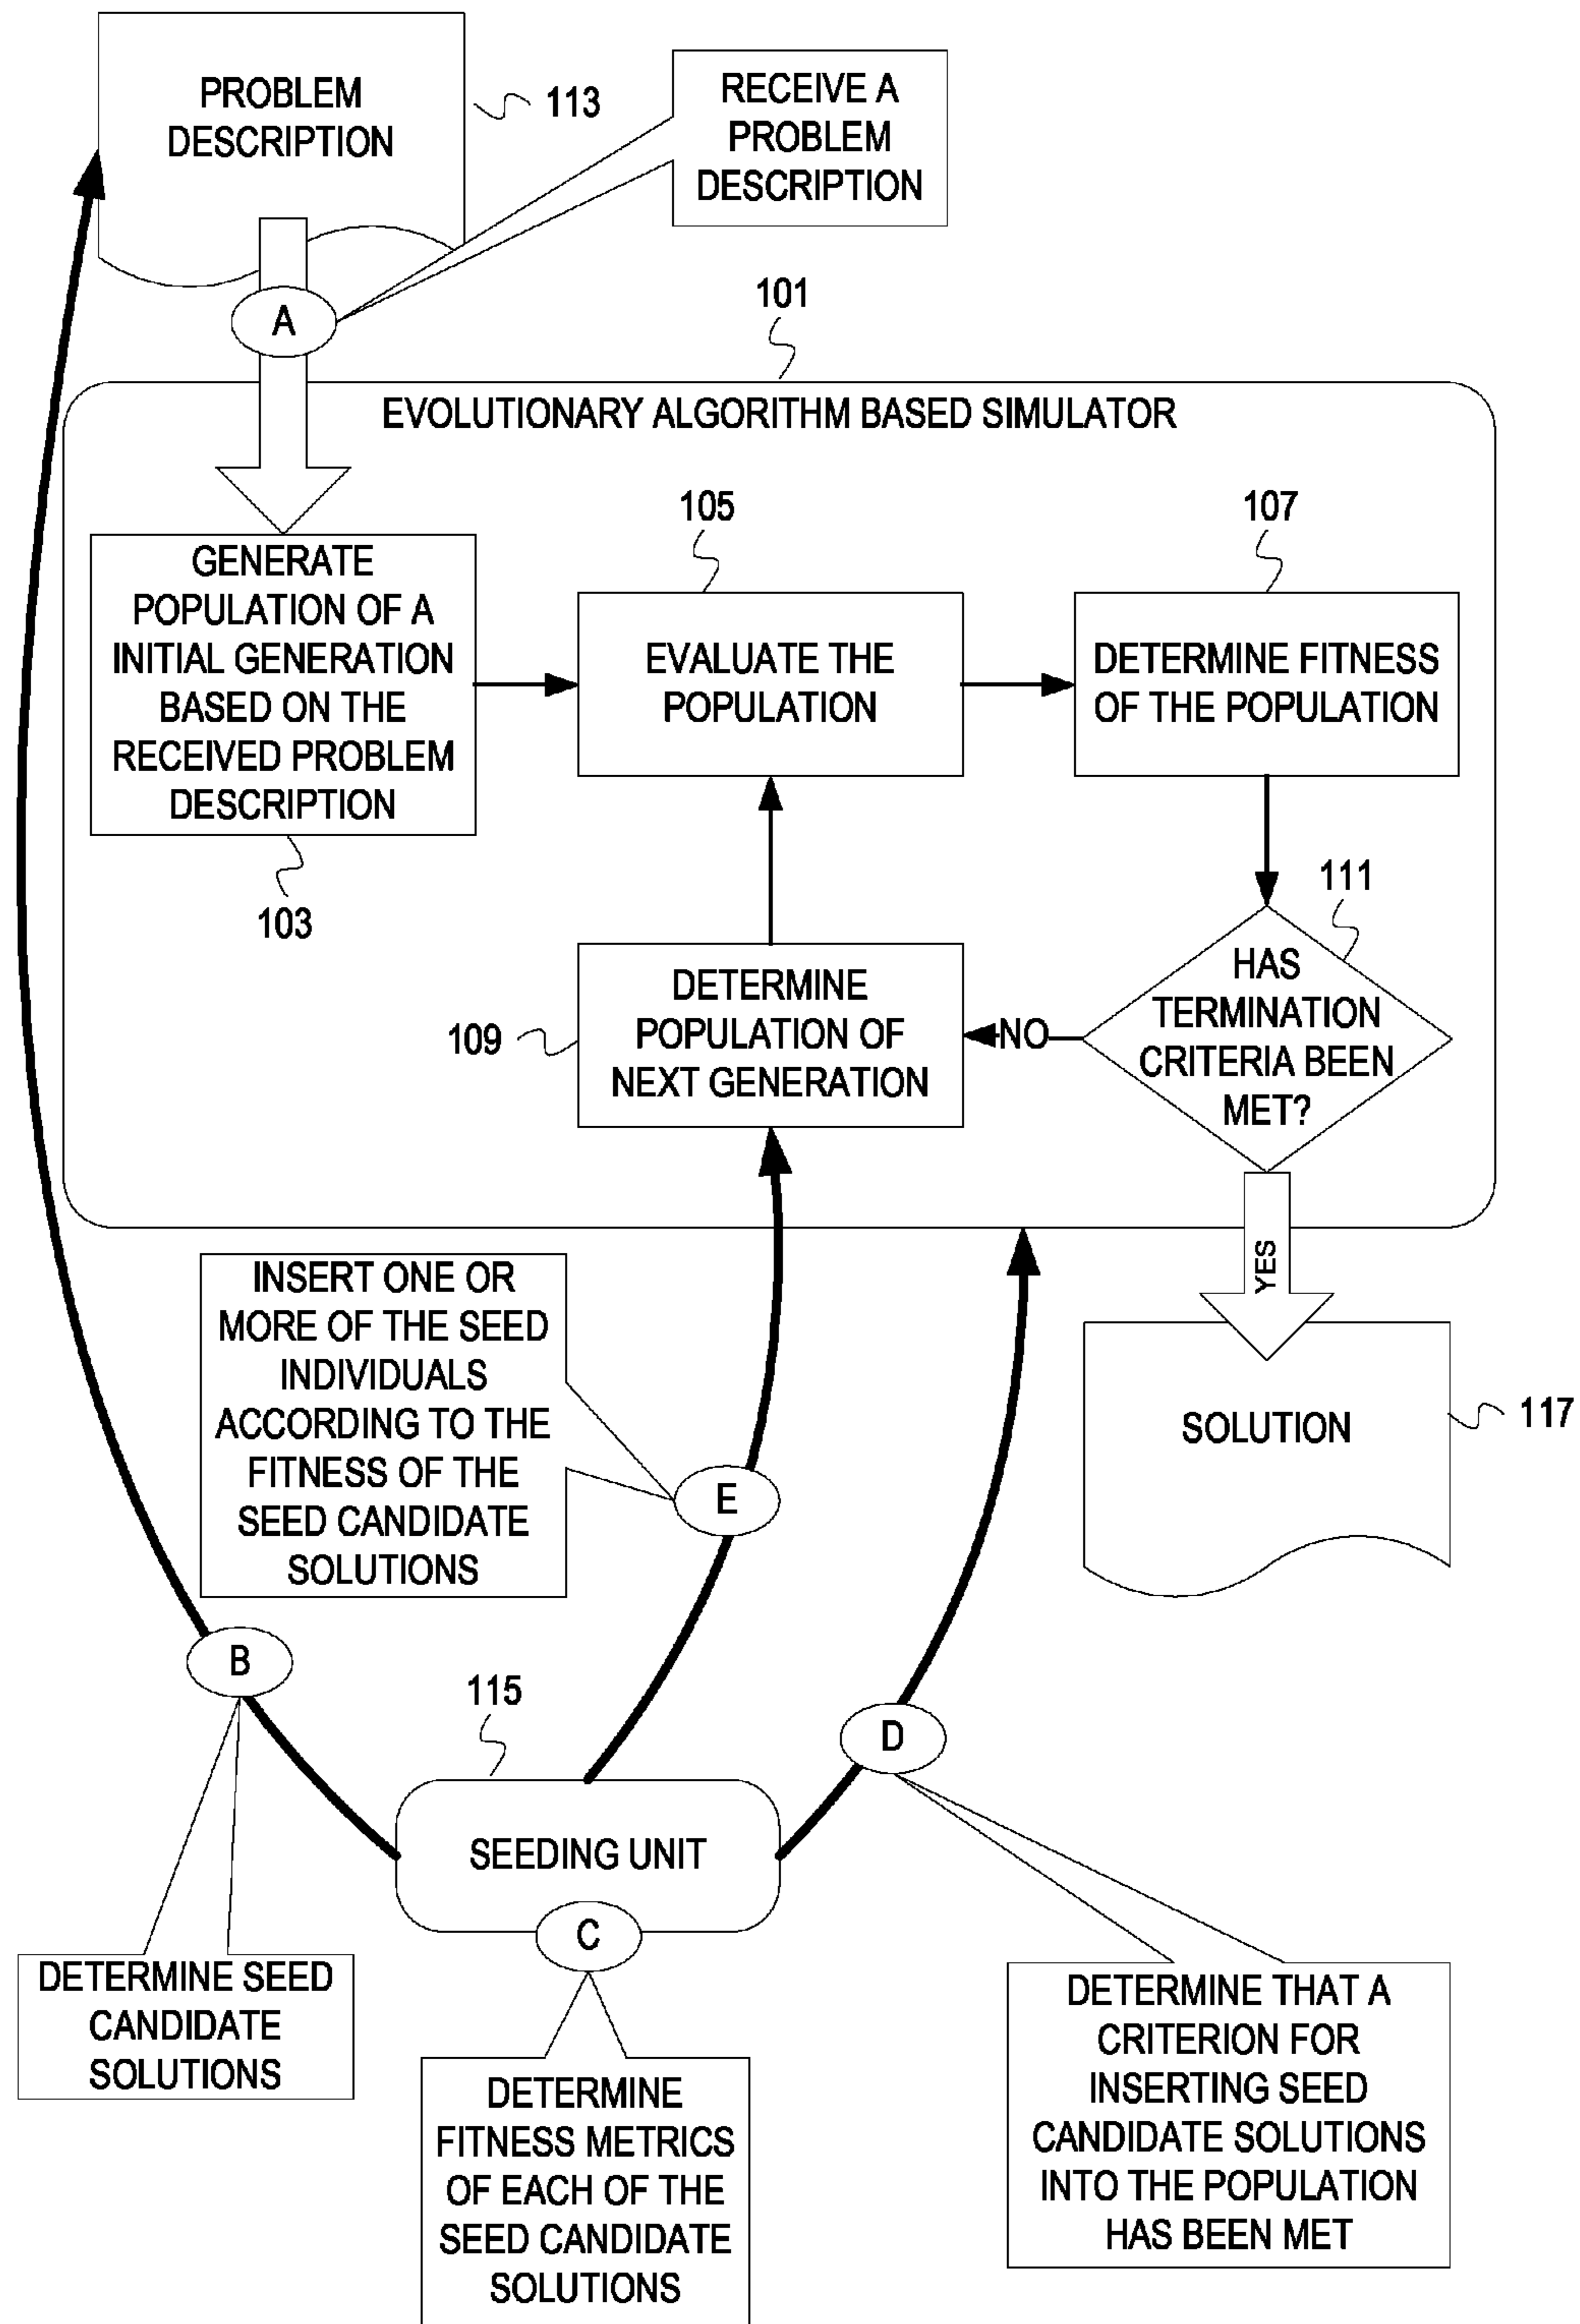 PROBLEM
DESCRIPTION
113
RECEIVE A
PROBLEM
DESCRIPTION
A
101
EVOLUTIONARY ALGORITHM BASED SIMULATOR
GENERATE
POPULATION OF A
INITIAL GENERATION
BASED ON THE
RECEIVED PROBLEM
DESCRIPTION
103
105
EVALUATE THE
POPULATION
107
DETERMINE FITNESS
OF THE POPULATION
111
HAS
TERMINATION
CRITERIA BEEN
MET?
NO
109
DETERMINE
POPULATION OF
NEXT GENERATION
YES
SOLUTION
117
INSERT ONE OR
MORE OF THE SEED
INDIVIDUALS
ACCORDING TO THE
FITNESS OF THE
SEED CANDIDATE
SOLUTIONS
E
B
D
115
SEEDING UNIT
C
DETERMINE SEED
CANDIDATE
SOLUTIONS
DETERMINE
FITNESS METRICS
OF EACH OF THE
SEED CANDIDATE
SOLUTIONS
DETERMINE THAT A
CRITERION FOR
INSERTING SEED
CANDIDATE SOLUTIONS
INTO THE POPULATION
HAS BEEN MET